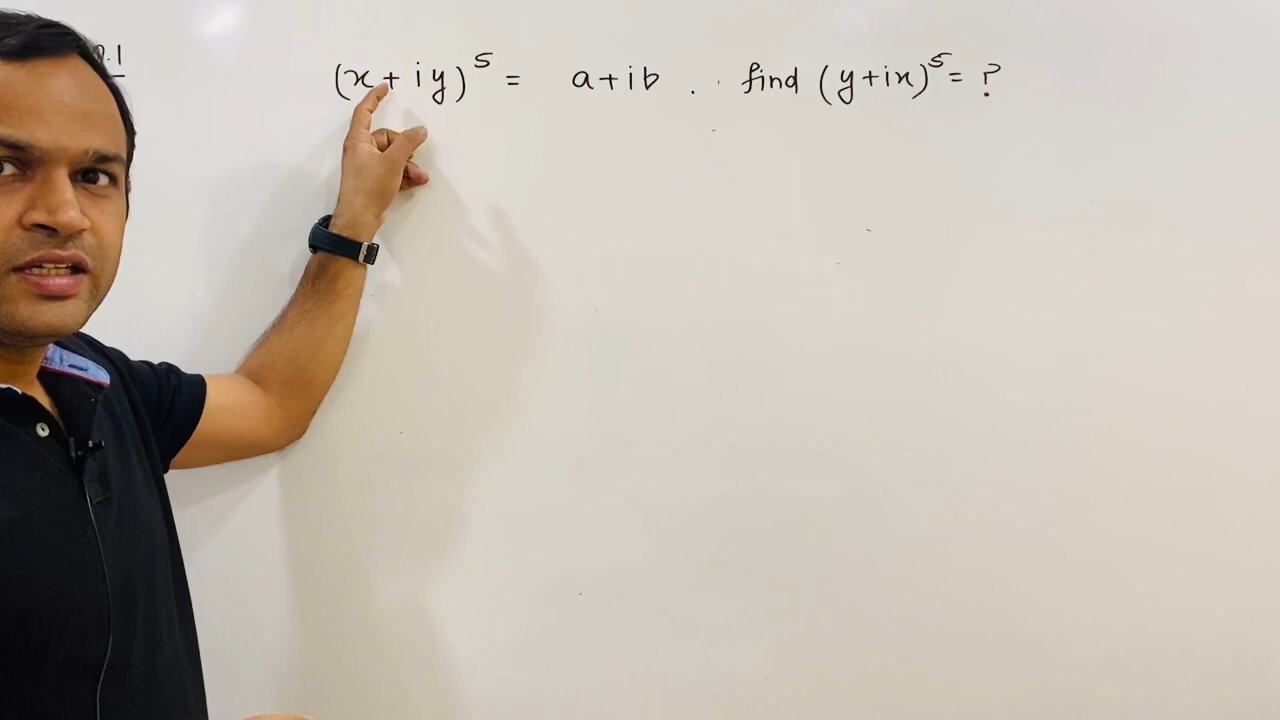 (x + iy)⁵ = a + ib . find (y+ix)⁵ = ?